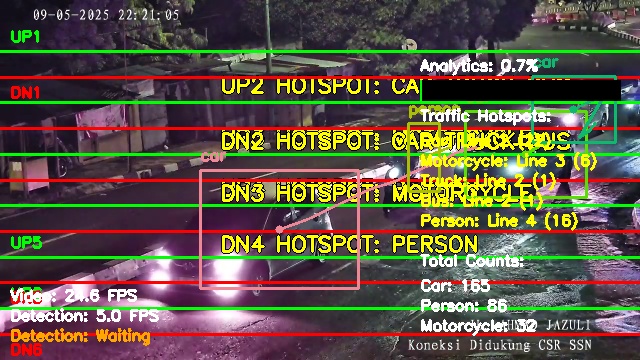 09-05-2025 22:21:05
UP1
Analytics: 0.7%
car
DN1
UP2 HOTSPOT: CA
person
Traffic Hotspots:
DN2 HOTSPOT:
car
Motorcycle: Line 3 (6)
Truck: Line 2 (1)
DN3 HOTSPOT: MOTORCYCLE
Bus: Line 2 (1)
Person: Line 4 (16)
UP5
DN4 HOTSPOT: PERSON
Total Counts:
Car: 165
Video: 24.6 FPS
Person: 86
Detection: 5.0 FPS
Motorcycle: 32
JAZULI
Detection: Waiting
Koneksi Didukung CSR SSN
DN6